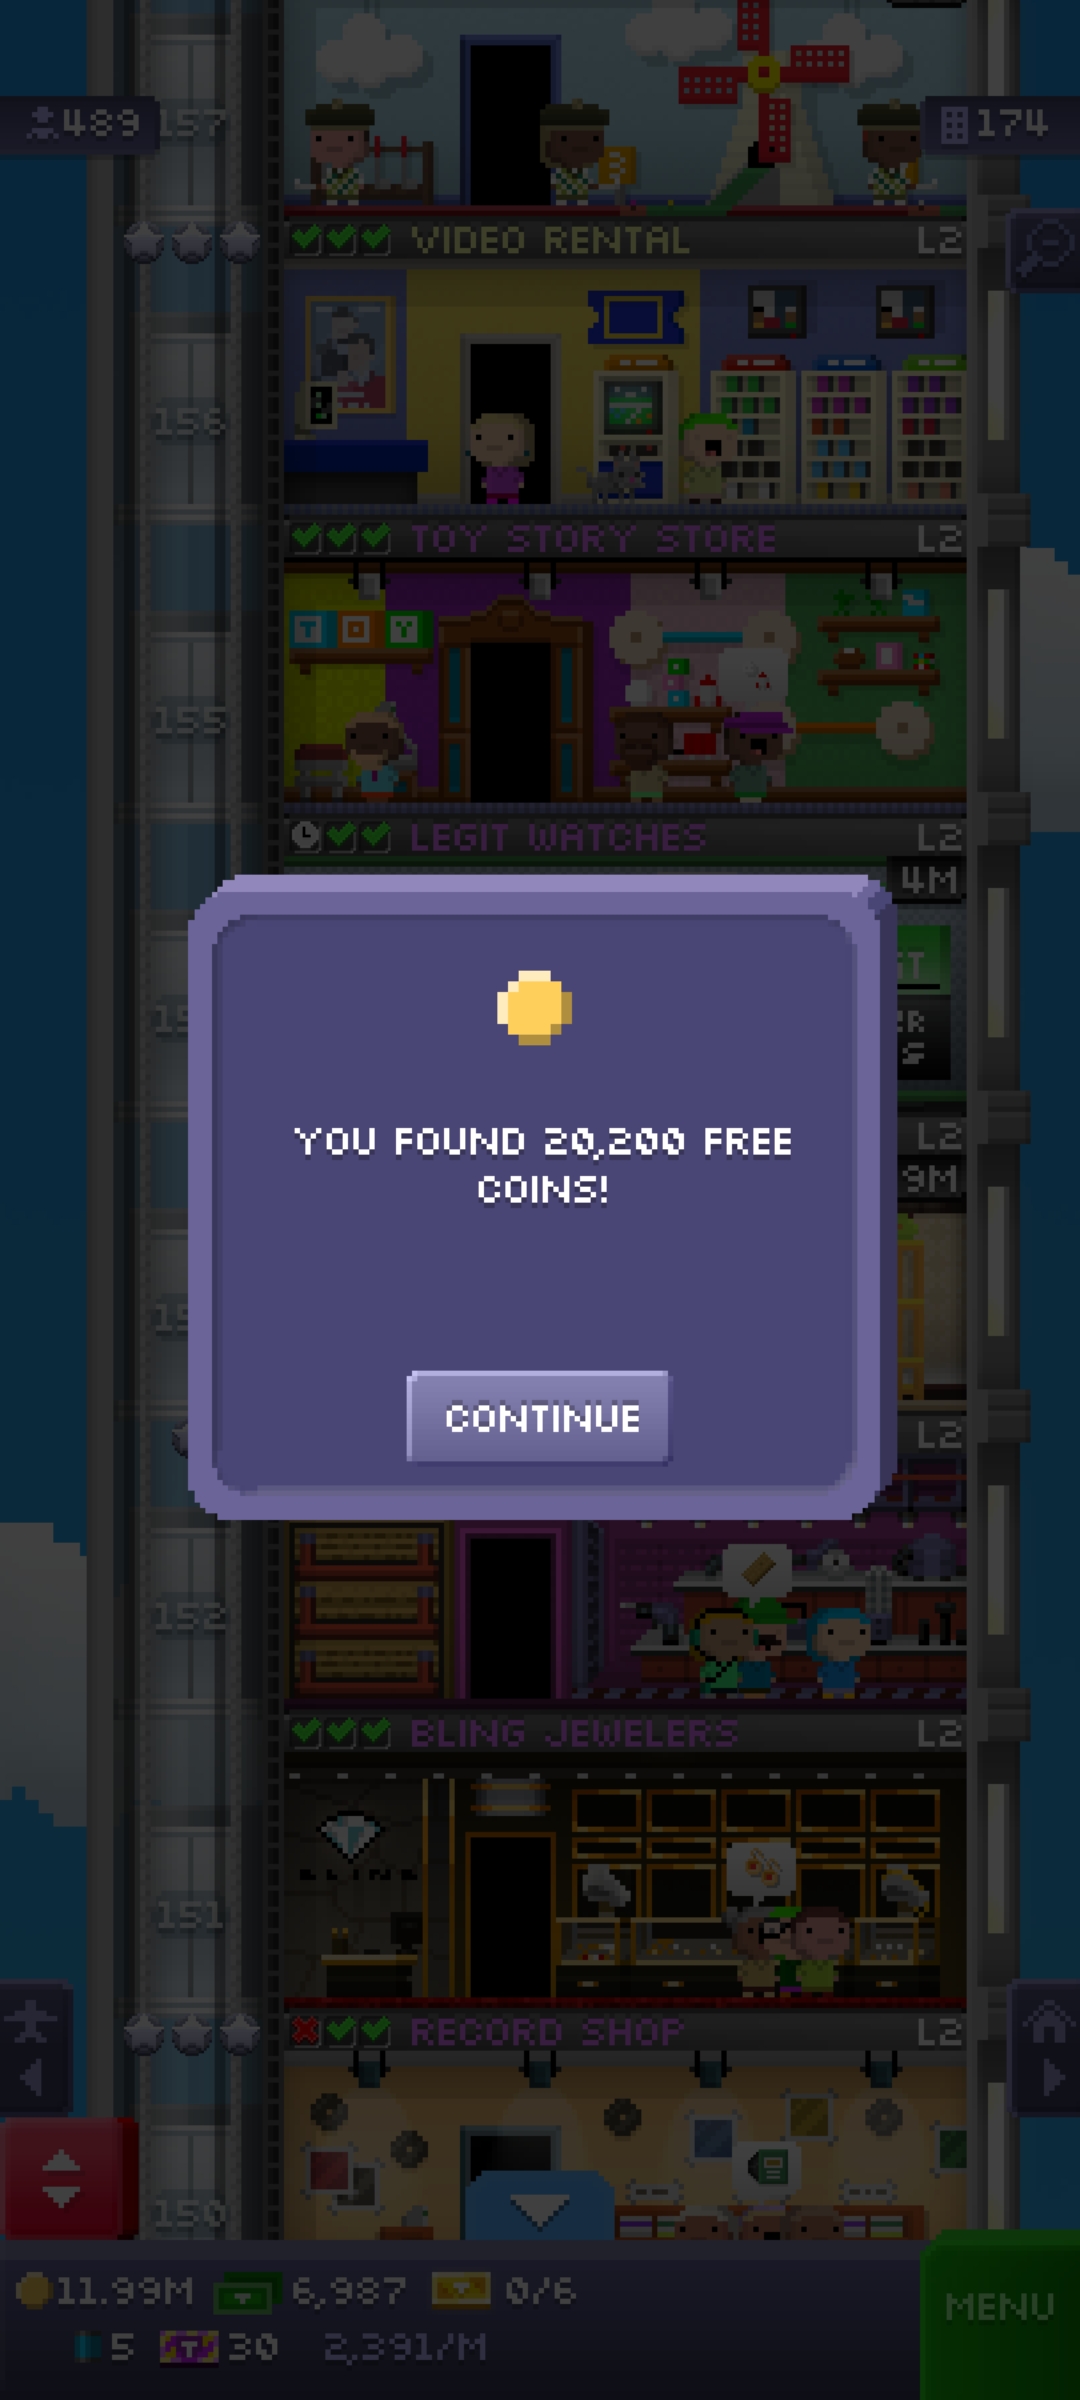 489
157
174
VIDEO RENTAL
L2
156
TOY STORY STORE
L2
TOY
155
LEGIT WATCHES
L2
4M
L2
9M
YOU FOUND 20,200 FREE
COINS!
CONTINUE
L2
152
BLING JEWELERS
L2
BLING
151
RECORD SHOP
L2
150
11.99M
6,987
0/6
MENU
5
T
30
2,391/M